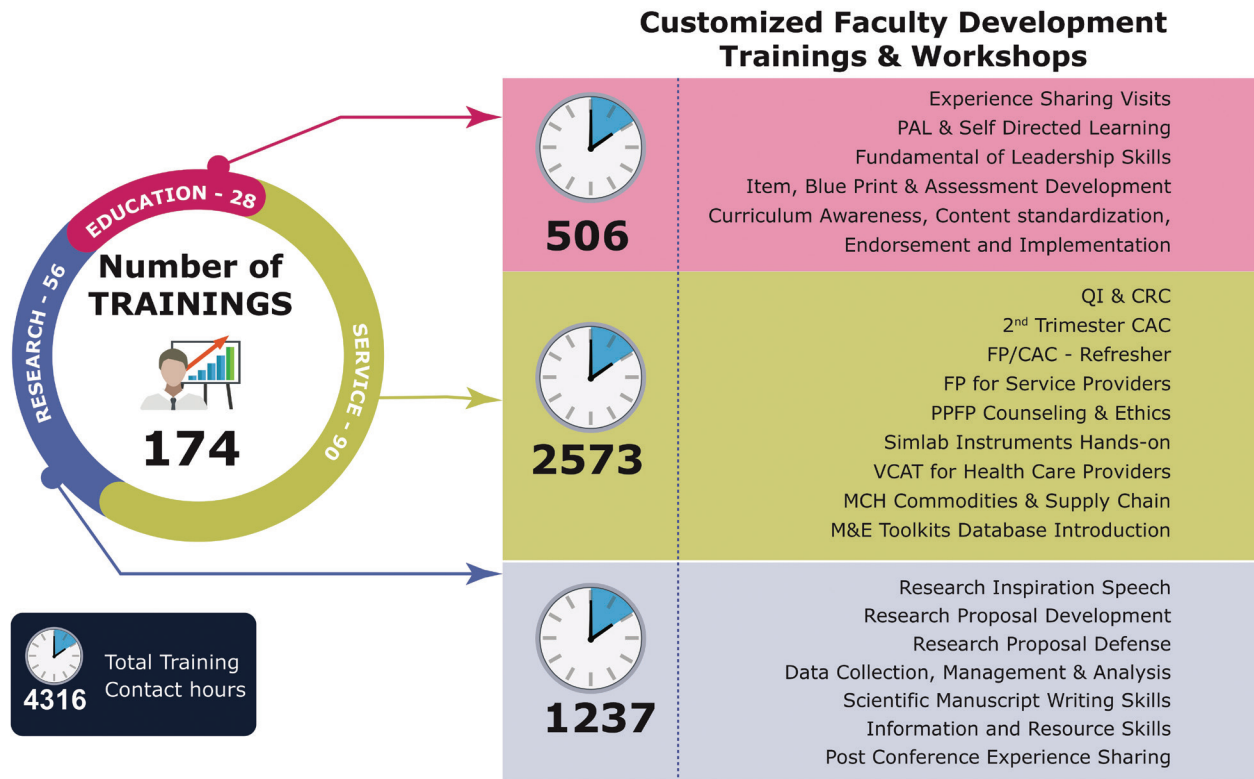 Customized Faculty Development
Trainings & Workshops
EDUCATION - 28
RESEARCH - 56
SERVICE - 90
Number of
TRAININGS
174
506
Experience Sharing Visits
PAL & Self Directed Learning
Fundamental of Leadership Skills
Item, Blue Print & Assessment Development
Curriculum Awareness, Content standardization,
Endorsement and Implementation
2573
QI & CRC
2nd Trimester CAC
FP/CAC - Refresher
FP for Service Providers
PPFP Counseling & Ethics
Simlab Instruments Hands-on
VCAT for Health Care Providers
MCH Commodities & Supply Chain
M&E Toolkits Database Introduction
1237
Research Inspiration Speech
Research Proposal Development
Research Proposal Defense
Data Collection, Management & Analysis
Scientific Manuscript Writing Skills
Information and Resource Skills
Post Conference Experience Sharing
4316
Total Training
Contact hours